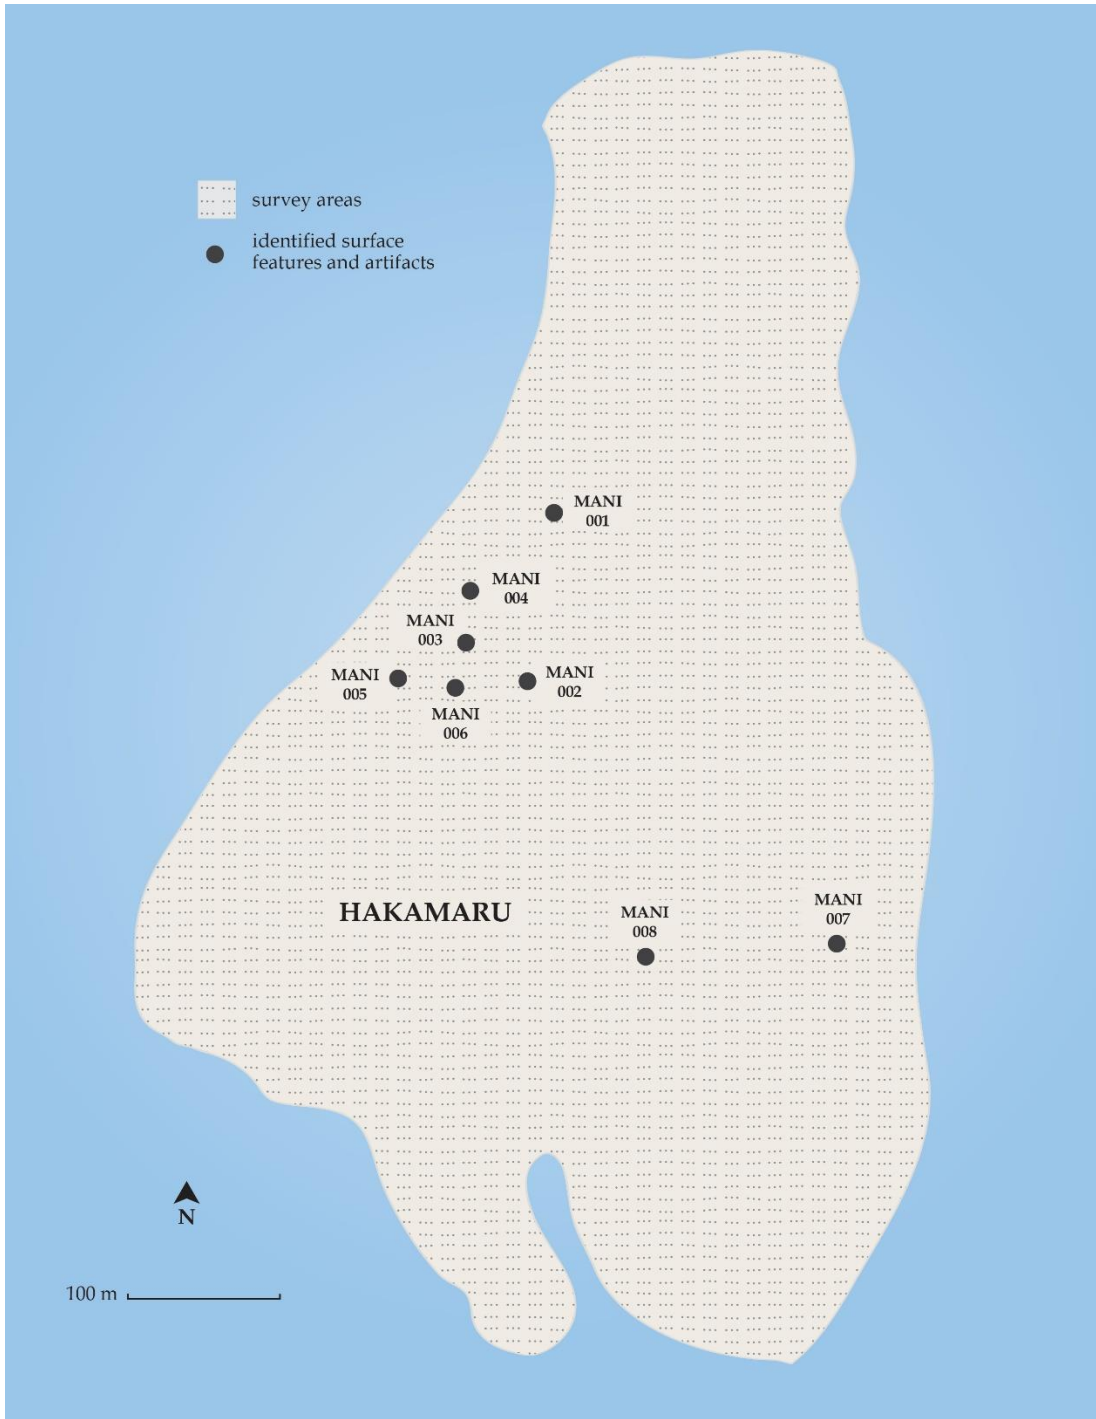 survey areas
identified surface
features and artifacts
MANI
001
MANI
004
MANI
003
MANI
005
MANI
002
MANI
006
HAKAMARU
MANI
008
MANI
007
N
100 m